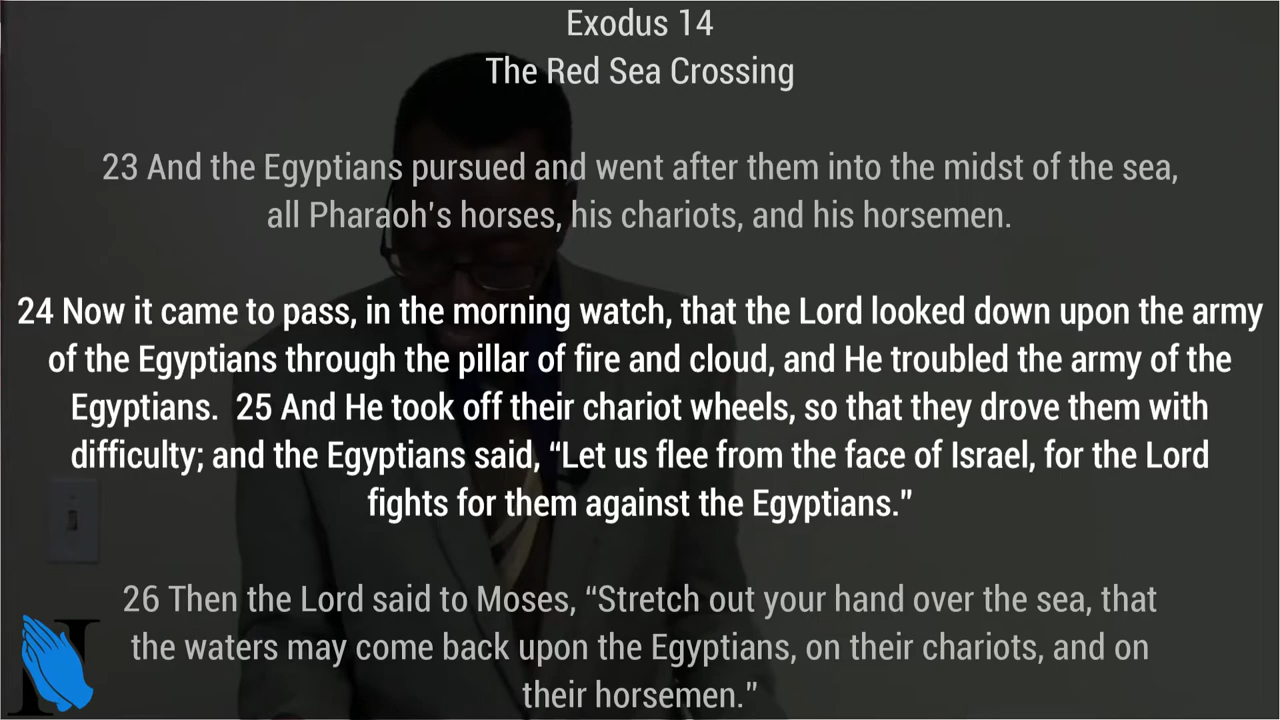 Exodus 14
The Red Sea Crossing
23 And the Egyptians pursued and went after them into the midst of the sea,
all Pharaoh's horses, his chariots, and his horsemen.
24 Now it came to pass, in the morning watch, that the Lord looked down upon the army
of the Egyptians through the pillar of fire and cloud, and He troubled the army of the
Egyptians.  25 And He took off their chariot wheels, so that they drove them with
difficulty; and the Egyptians said, “Let us flee from the face of Israel, for the Lord
fights for them against the Egyptians.”
26 Then the Lord said to Moses, “Stretch out your hand over the sea, that
the waters may come back upon the Egyptians, on their chariots, and on
their horsemen.”